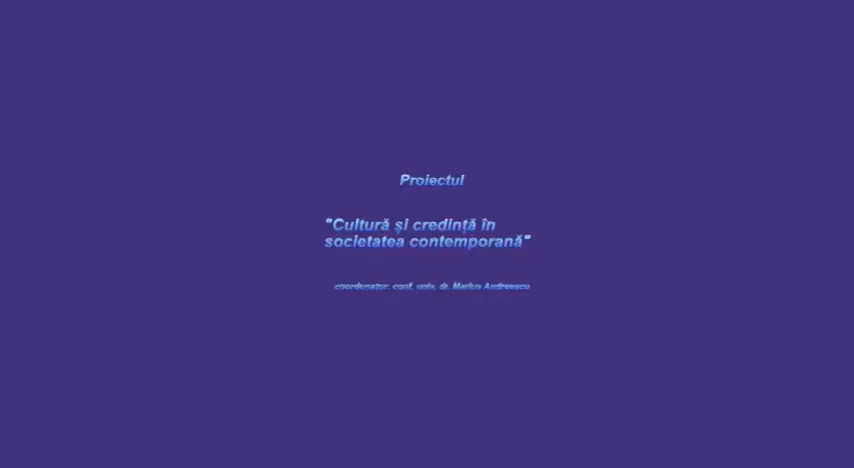 Proiectul
"Cultură și credință în
societatea contemporană"
coordonator: conf. univ. dr. Marius Andreescu